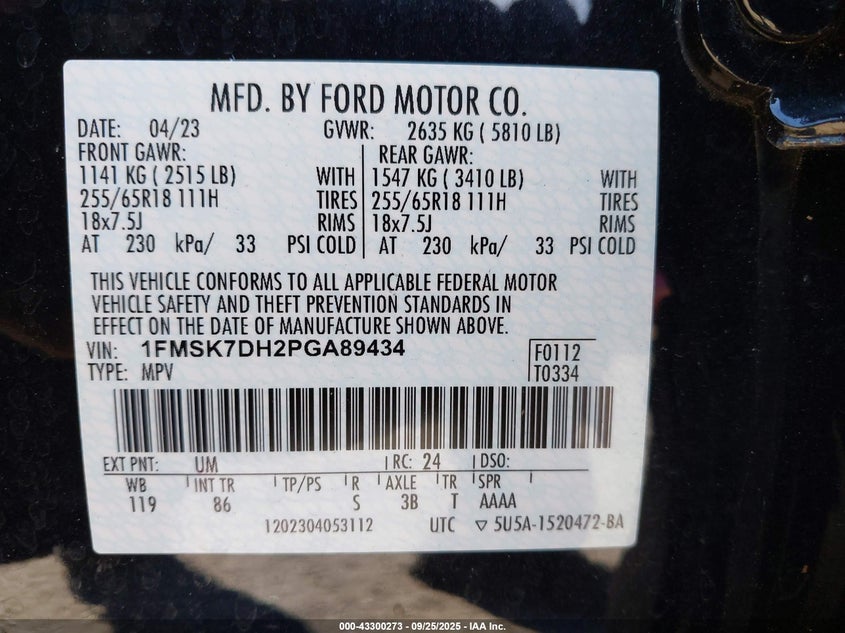 MFD. BY FORD MOTOR CO.
DATE: 04/23 GVWR: 2635 KG ( 5810 LB)
FRONT GAWR: REAR GAWR:
1141 KG ( 2515 LB) WITH 1547 KG ( 3410 LB) WITH
255/65R18 111H TIRES 255/65R18 111H TIRES
18x7.5J RIMS 18x7.5J RIMS
AT 230 kPa/ 33 PSI COLD AT 230 kPa/ 33 PSI COLD
THIS VEHICLE CONFORMS TO ALL APPLICABLE FEDERAL MOTOR
VEHICLE SAFETY AND THEFT PREVENTION STANDARDS IN
EFFECT ON THE DATE OF MANUFACTURE SHOWN ABOVE.
VIN: 1FMSK7DH2PGA89434 F0112
TYPE: MPV T0334
EXT PNT: UM RC: 24 DSO:
WB INT TR TP/PS R AXLE TR SPR
119 86 S 3B T AAAA
1202304053112 UTC ▽ 5U5A-1520472-BA
000-43300273 - 09/25/2025 - IAA Inc.